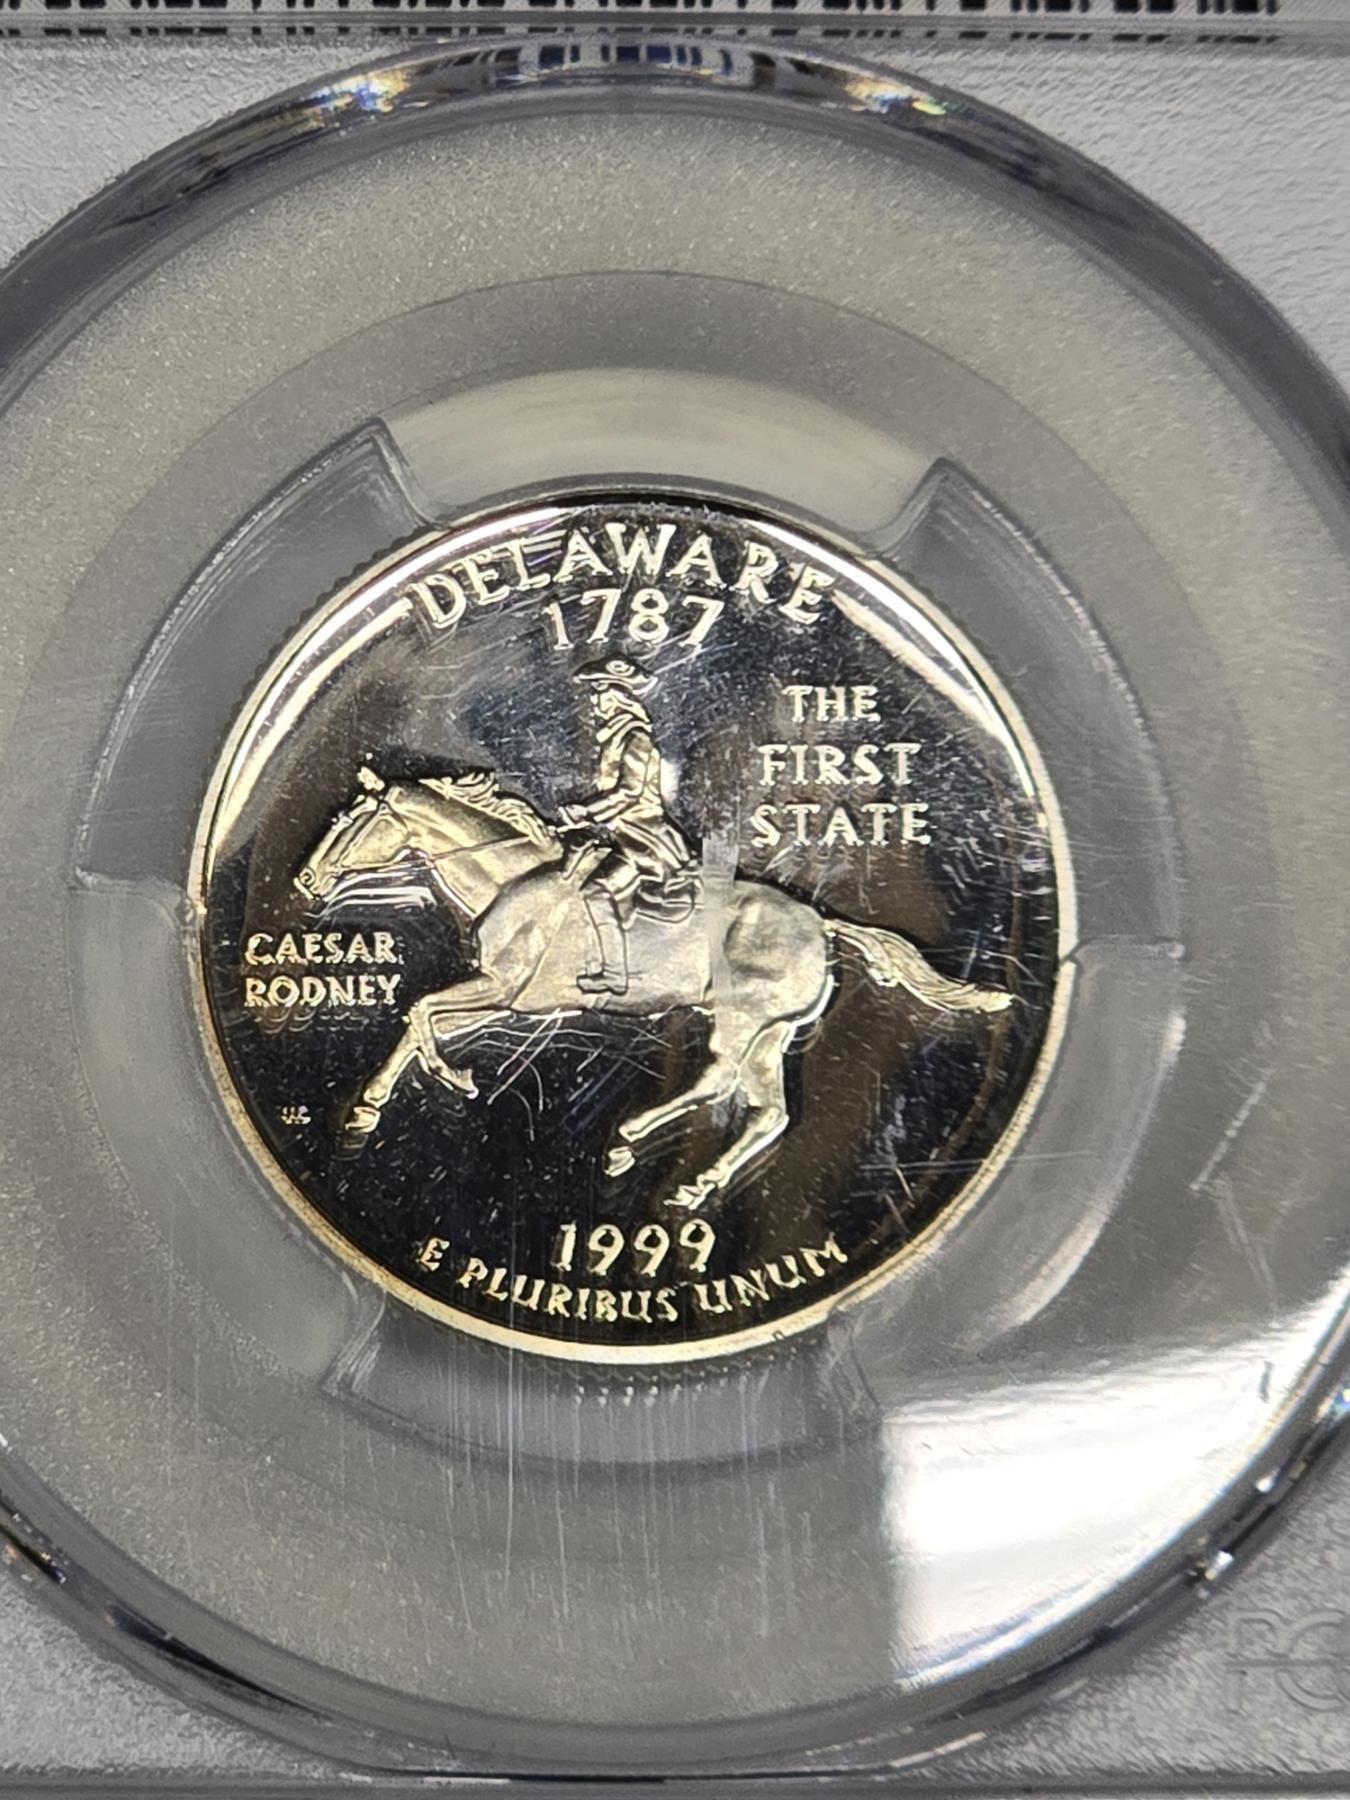 DELAWARE
1787
THE
FIRST
STATE
CAESAR
RODNEY
1999
E PLURIBUS UNUM